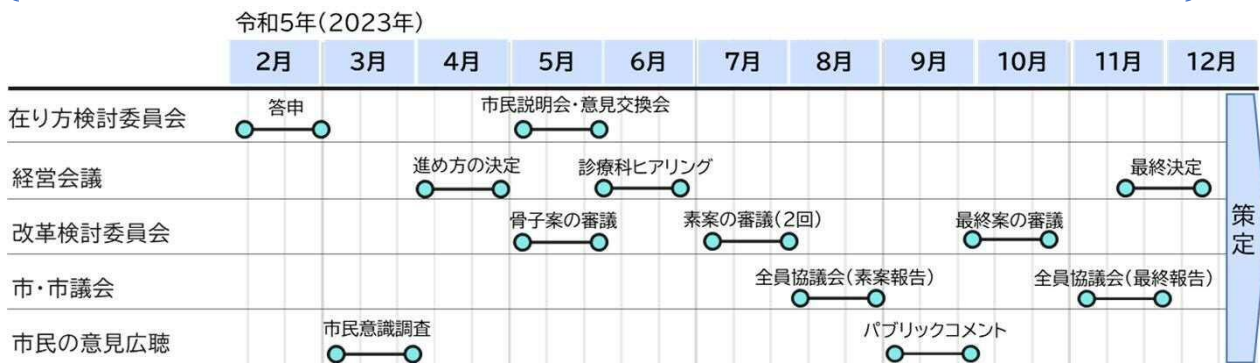 令和5年(2023年)
2月 3月 4月 5月 6月 7月 8月 9月 10月 11月 12月
在り方検討委員会 答申 市民説明会・意見交換会
経営会議 進め方の決定 診療科ヒアリング 最終決定
改革検討委員会 骨子案の審議 素案の審議(2回) 最終案の審議
市・市議会 全員協議会(素案報告) 全員協議会(最終報告)
市民の意見広聴 市民意識調査 パブリックコメント
策定